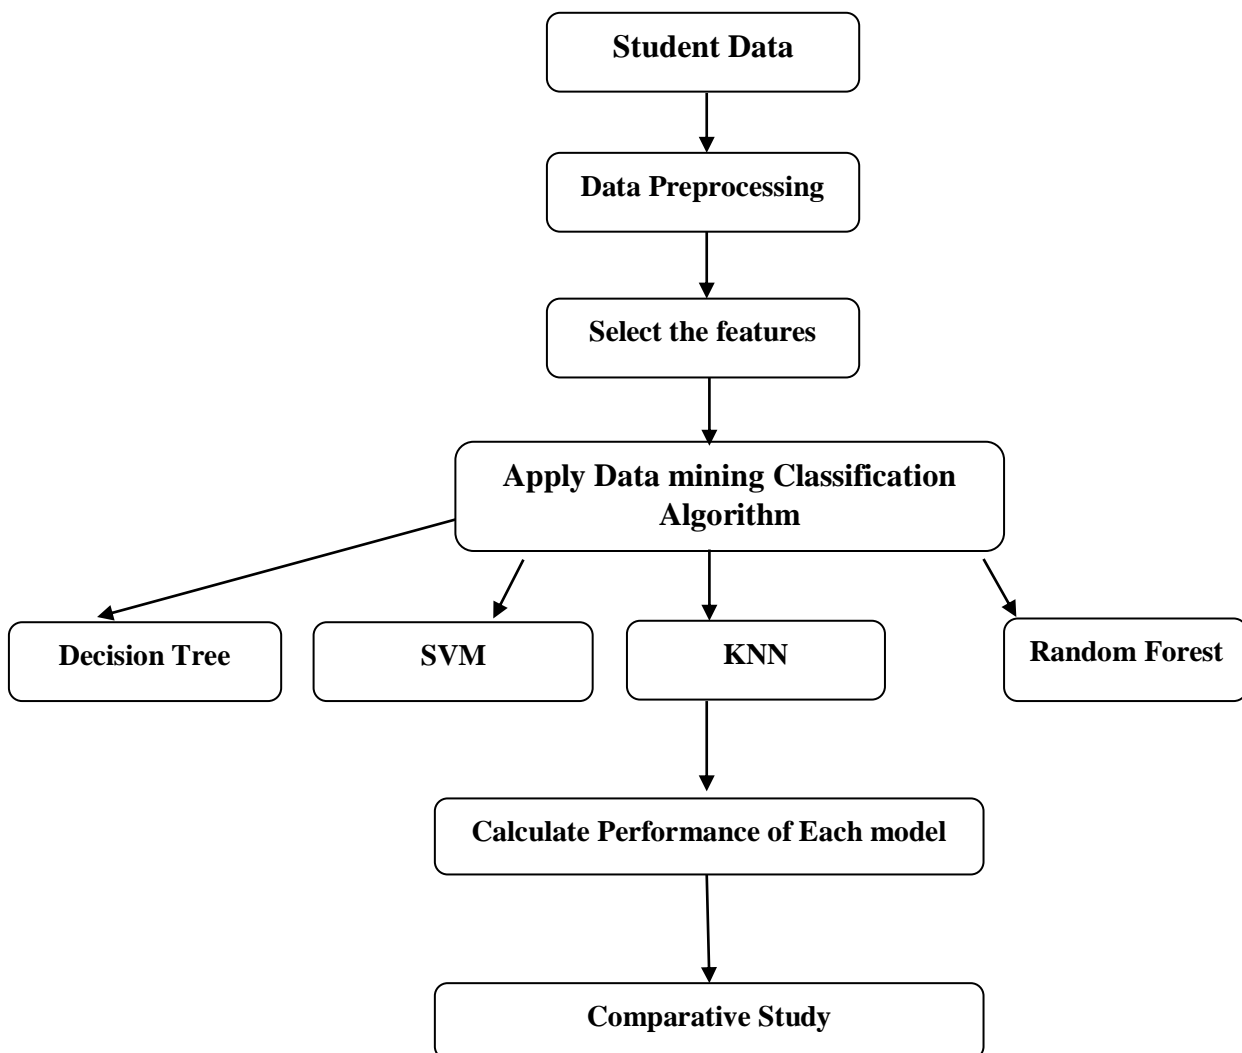 Student Data
Data Preprocessing
Select the features
Apply Data mining Classification
Algorithm
Decision Tree
SVM
KNN
Random Forest
Calculate Performance of Each model
Comparative Study